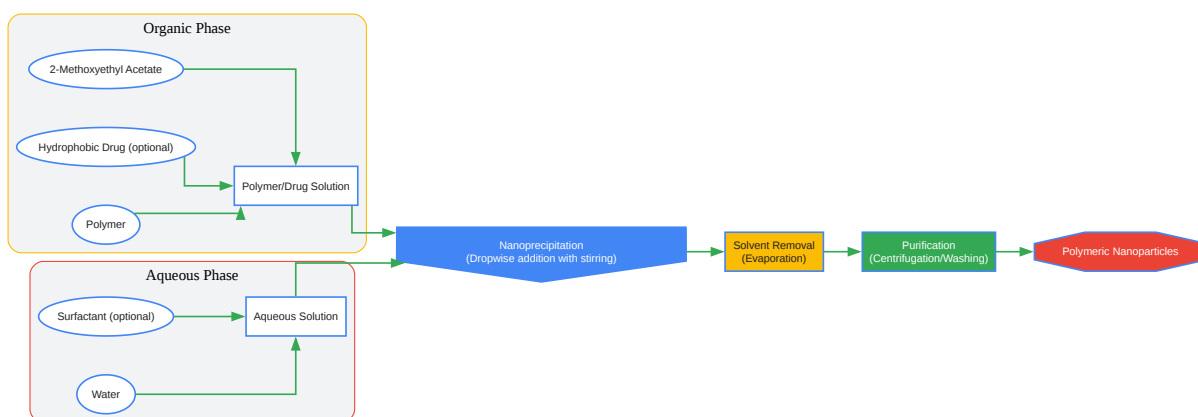 Organic Phase
2-Methoxyethyl Acetate
Hydrophobic Drug (optional)
Polymer/Drug Solution
Polymer
Aqueous Phase
Surfactant (optional)
Aqueous Solution
Water
Nanoprecipitation
(Dropwise addition with stirring)
Solvent Removal
(Evaporation)
Purification
(Centrifugation/Washing)
Polymeric Nanoparticles